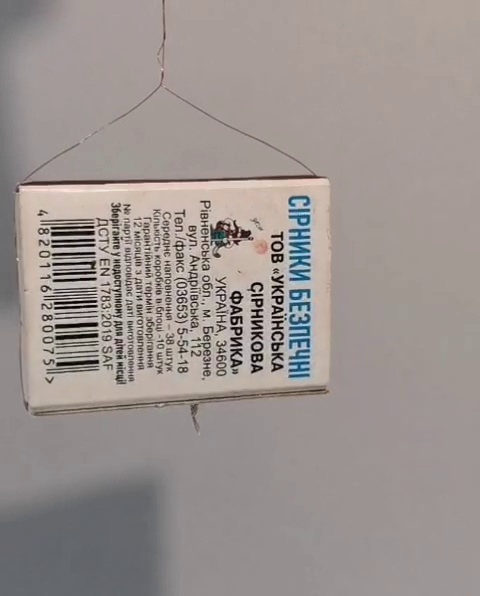 СІРНИКИ БЕЗПЕЧНІ
ТОВ «УКРАЇНСЬКА
СІРНИКОВА
ФАБРИКА»
УКРАЇНА, 34600
Рівненська обл., м. Березне,
вул. Андріївська, 112
Тел./факс (03653) 5-54-18
Середнє наповнення – 38 штук
Кількість коробків в блоці -10 штук
Гарантійний термін зберігання
12 місяців з дати виготовлення
№ партії відповідає даті виготовлення
Зберігати у недоступному для дітей місці!
ДСТУ EN 1783:2019 SAF
4 820116 280075 >